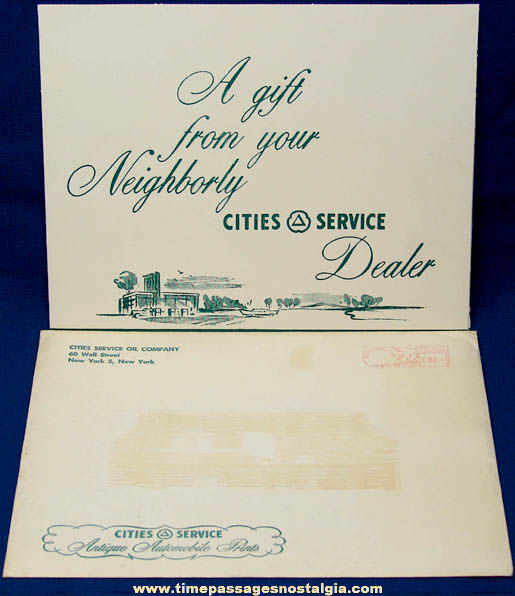 A gift
from your
Neighborly
CITIES SERVICE
Dealer
CITIES SERVICE OIL COMPANY
60 Wall Street
New York 5, New York
CITIES SERVICE
Antique Automobile Prints
www.timepassagesnostalgia.com